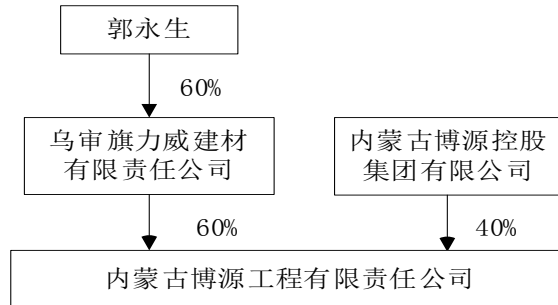 郭永生
60%
乌审旗力威建材
有限责任公司
内蒙古博源控股
集团有限公司
60%
40%
内蒙古博源工程有限责任公司